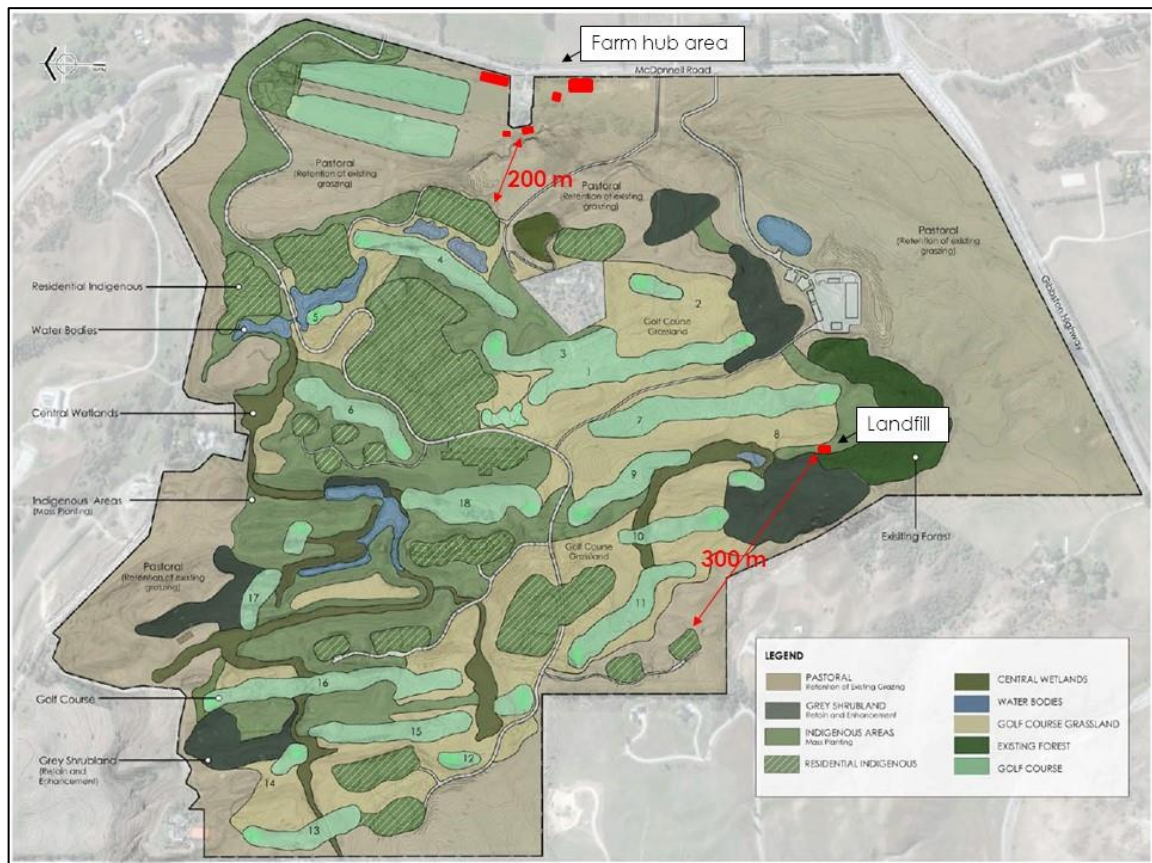 Farm hub area
McDonnell Road
Pastoral
(Retention of existing
graszing)
200 m
Pastoral
(Retention of existing
graszing)
Pastoral
(Retention of existing
graszing)
Gibbston Highway
Residential Indigenous
Water Bodies
4
5
2
Golf Course
Grassland
3
1
6
7
8
Landfill
Central Wetlands
9
Indigenous Areas
(Mass Planting)
18
10
Golf Course
Grassland
Exisiting Forest
300 m
Pastoral
(Retention of existing
graszing)
17
11
16
Golf Course
15
12
Grey Shrubland
(Retain and
Enhancement)
14
13
LEGEND
PASTORAL
Retention of Existing Grazing
GREY SHRUBLAND
Retain and Enhancement
INDIGENOUS AREAS
Mass Planting
RESIDENTIAL INDIGENOUS
CENTRAL WETLANDS
WATER BODIES
GOLF COURSE GRASSLAND
EXISTING FOREST
GOLF COURSE